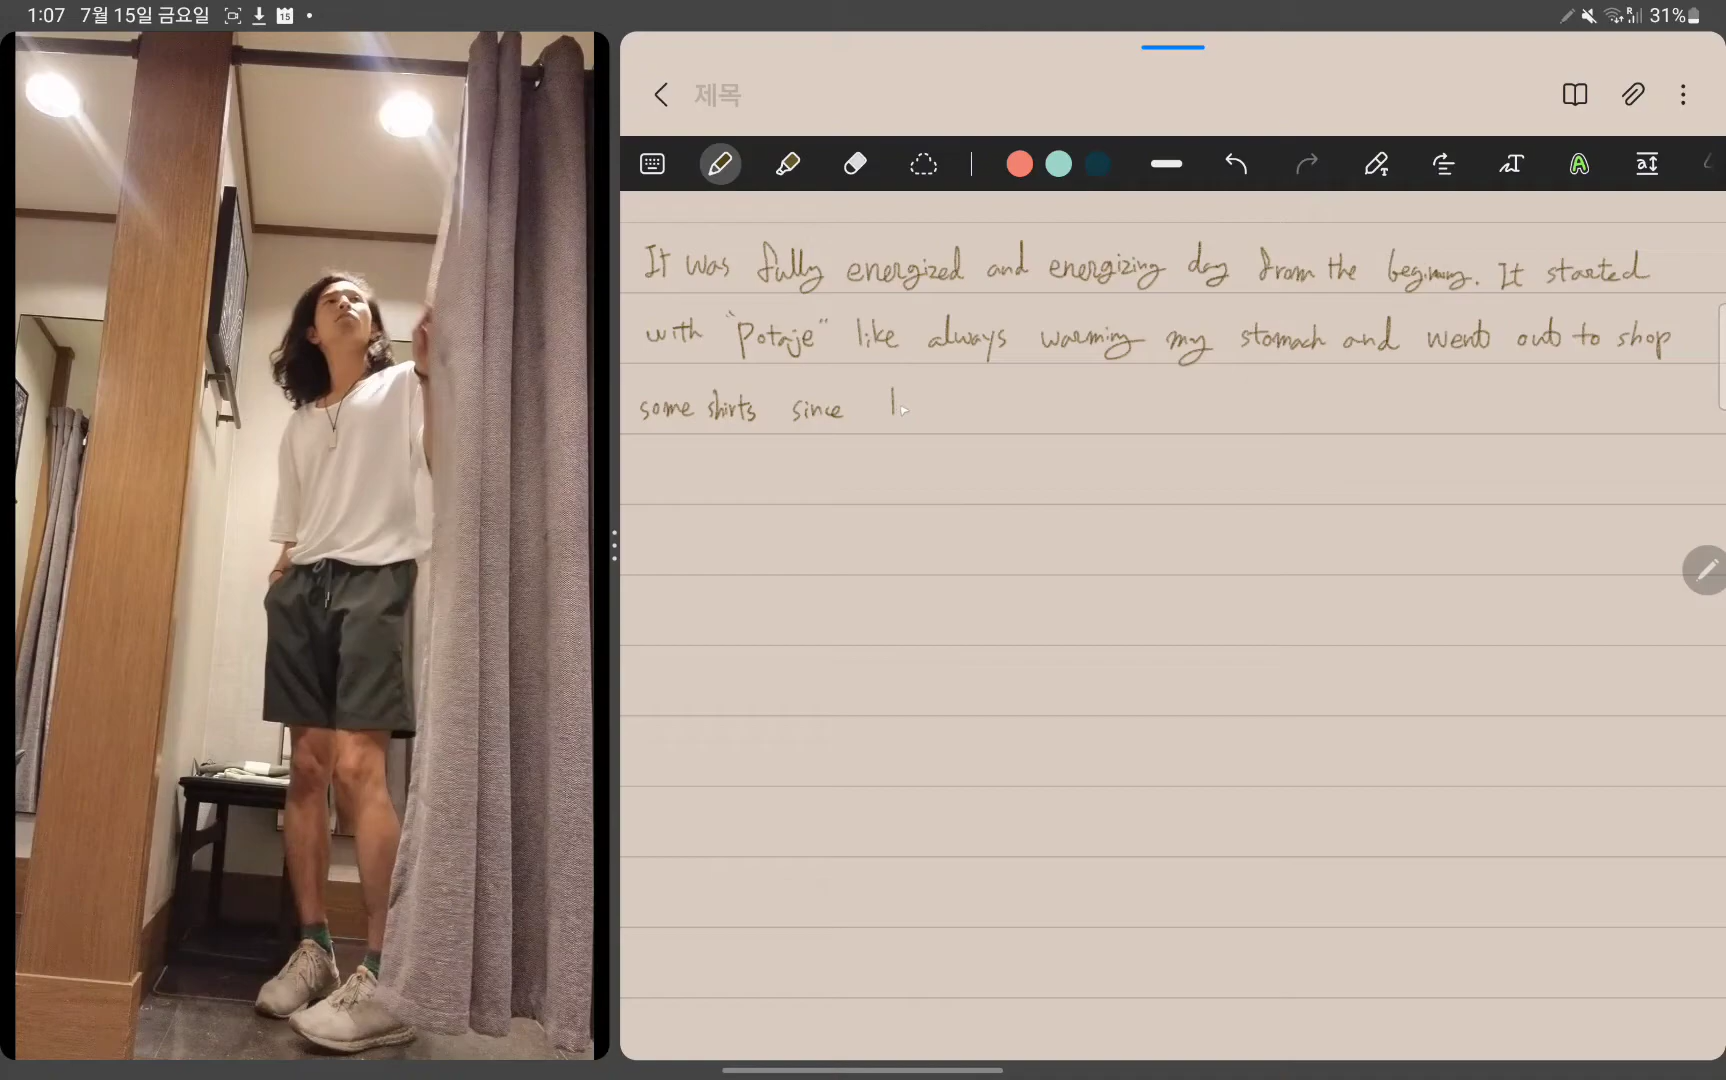 1:07 7월 15일 금요일 15
R 31%
제목
It was fully energized and energizing day from the beginning. It started
with "Potaje" like always warming my stomach and went out to shop
some shirts since I